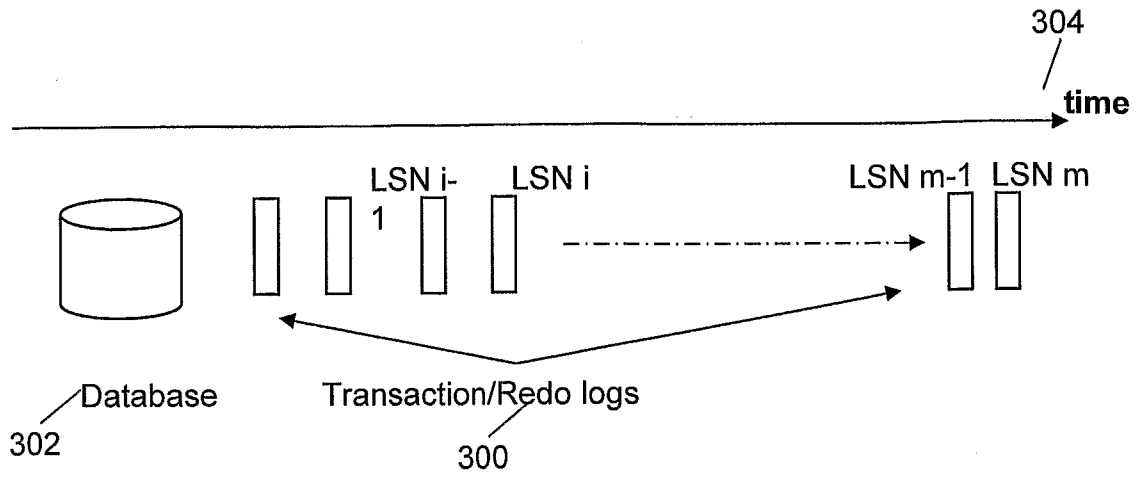 304
time
LSN i-
1
LSN i
LSN m-1
LSN m
Database
302
Transaction/Redo logs
300